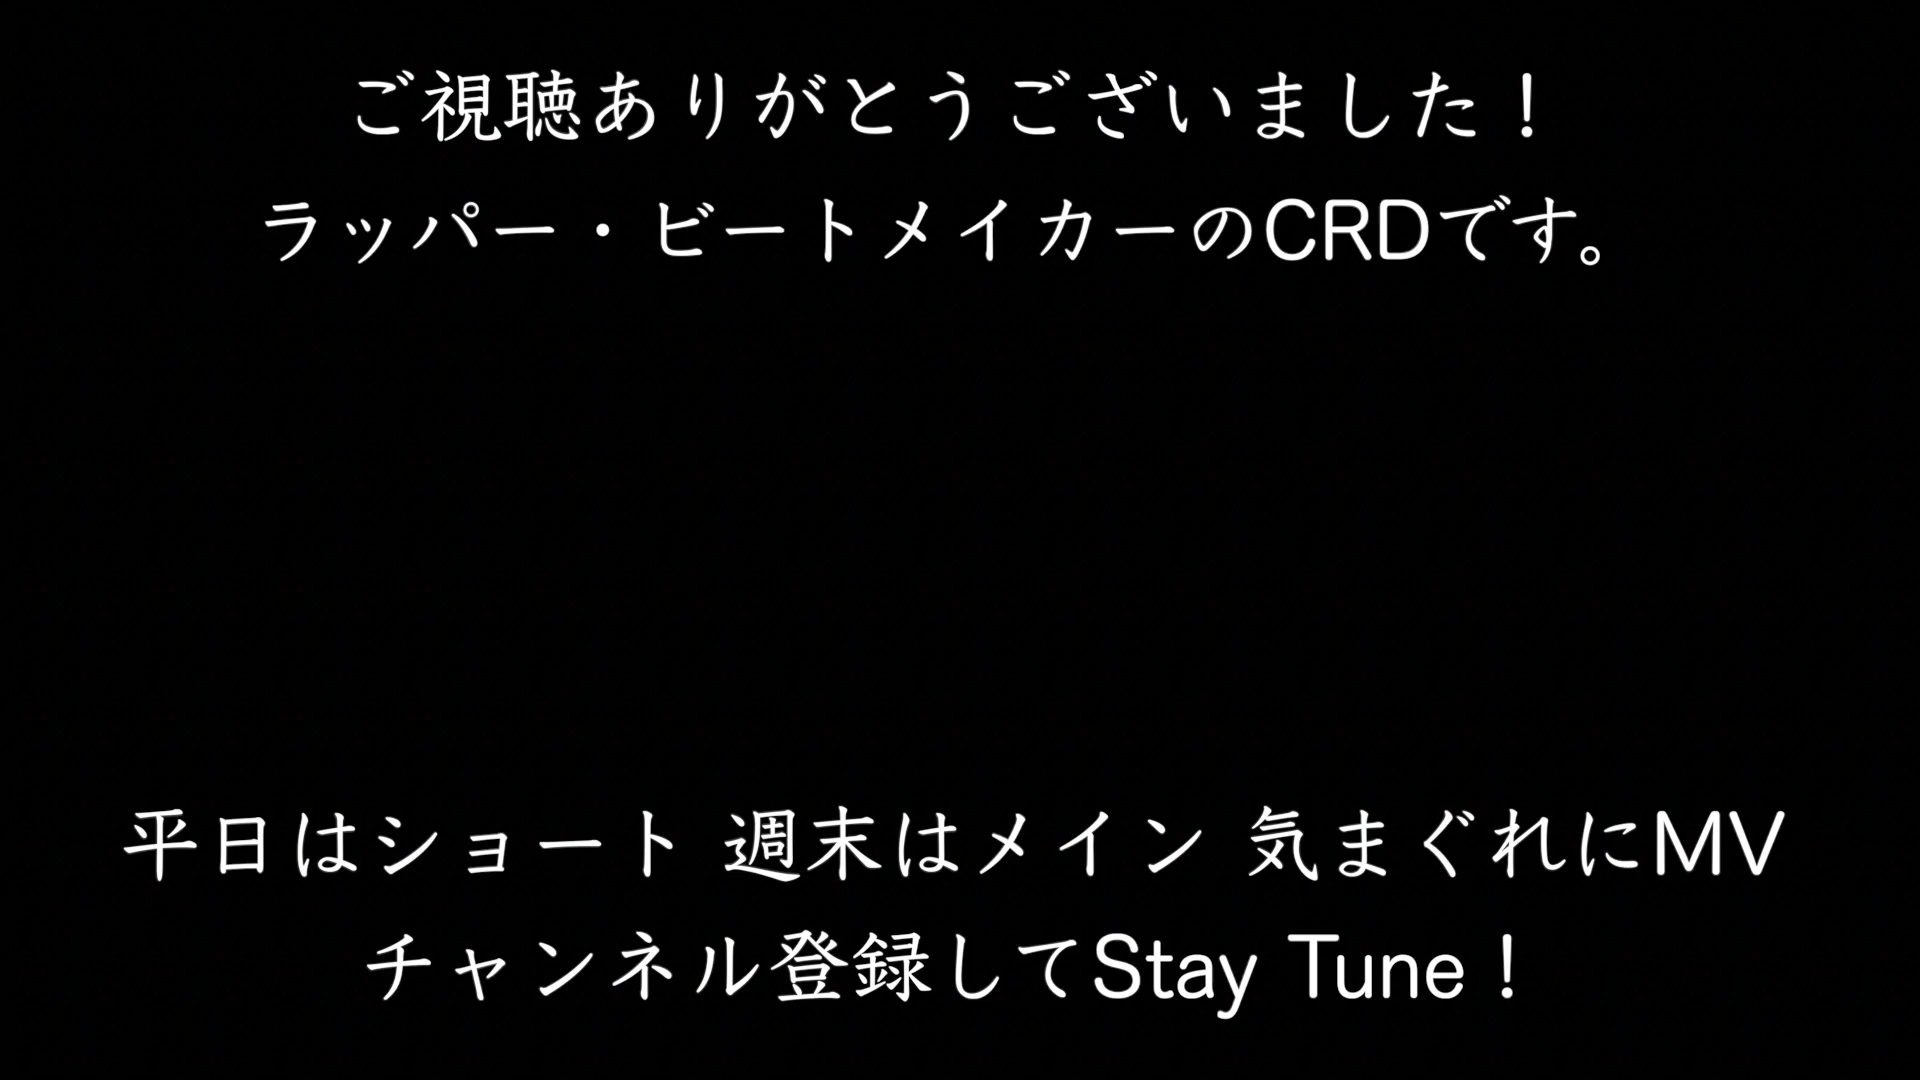 ご視聴ありがとうございました！
ラッパー・ビートメイカーのCRDです。
平日はショート 週末はメイン 気まぐれにMV
チャンネル登録してStay Tune！